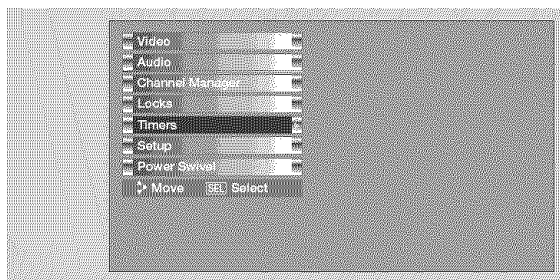 Video
Audio
Channel Manager
Locks
Timers
Setup
Power Swivel
Move SEL Select